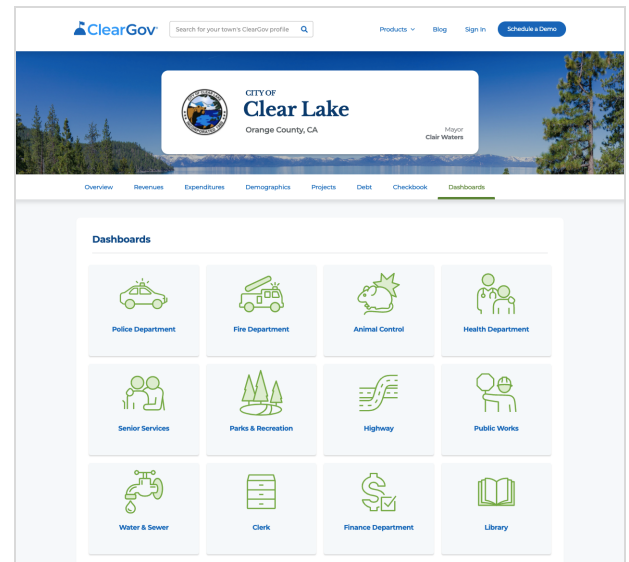 ClearGov
Search for your town's ClearGov profile
Products
Blog
Sign In
Schedule a Demo
CITY OF
Clear Lake
Orange County, CA
Mayor
Clair Waters
Overview
Revenues
Expenditures
Demographics
Projects
Debt
Checkbook
Dashboards
Dashboards
Police Department
Fire Department
Animal Control
Health Department
Senior Services
Parks & Recreation
Highway
Public Works
Water & Sewer
Clerk
Finance Department
Library